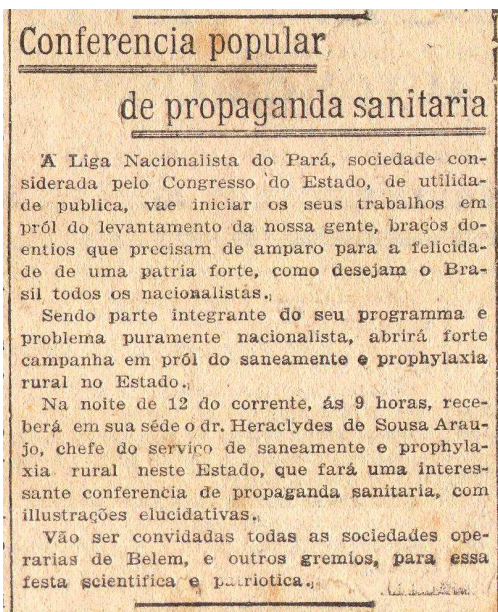 Conferencia popular
de propaganda sanitaria
A Liga Nacionalista do Pará, sociedade con-
siderada pelo Congresso do Estado, de utilida-
de publica, vae iniciar os seus trabalhos em
pról do levantamento da nossa gente, braços do-
entios que precisam de amparo para a felicida-
de de uma patria forte, como desejam o Bra-
sil todos os nacionalistas.
Sendo parte integrante do seu programma e
problema puramente nacionalista, abrirá forte
campanha em pról do saneamente e prophylaxia
rural no Estado.
Na noite de 12 do corrente, ás 9 horas, rece-
berá em sua séde o dr. Heraclydes de Sousa Arau-
jo, chefe do serviço de saneamente e prophyla-
xia rural neste Estado, que fará uma interes-
sante conferencia de propaganda sanitaria, com
illustrações elucidativas.
Vão ser convidadas todas as sociedades ope-
rarias de Belem, e outros gremios, para essa
festa scientifica e patriotica.